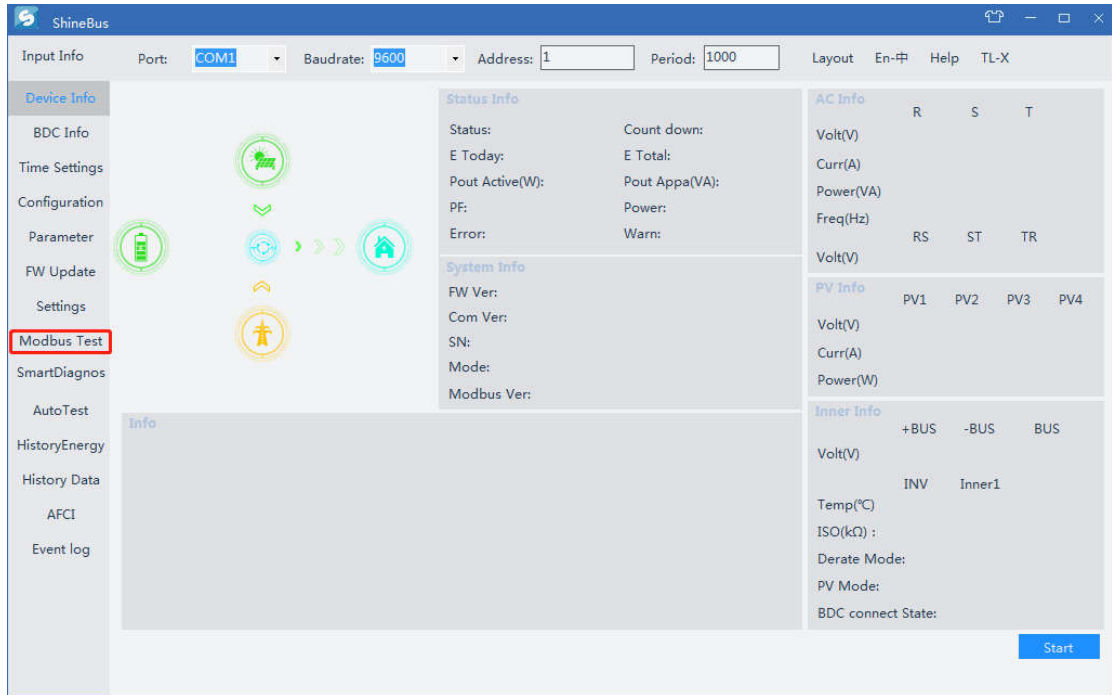 ShineBus
Input Info Port: COM1 Baudrate: 9600 Address: 1 Period: 1000 Layout En-中 Help TL-X
Device Info
BDC Info
Time Settings
Configuration
Parameter
FW Update
Settings
Modbus Test
SmartDiagnos
AutoTest
HistoryEnergy
History Data
AFCI
Event log
Status Info
Status: Count down:
E Today: E Total:
Pout Active(W): Pout Appa(VA):
PF: Power:
Error: Warn:
System Info
FW Ver:
Com Ver:
SN:
Mode:
Modbus Ver:
Info
AC Info
R S T
Volt(V)
Curr(A)
Power(VA)
Freq(Hz)
RS ST TR
Volt(V)
PV Info
PV1 PV2 PV3 PV4
Volt(V)
Curr(A)
Power(W)
Inner Info
+BUS -BUS BUS
Volt(V)
INV Inner1
Temp(℃)
ISO(kΩ) :
Derate Mode:
PV Mode:
BDC connect State:
Start